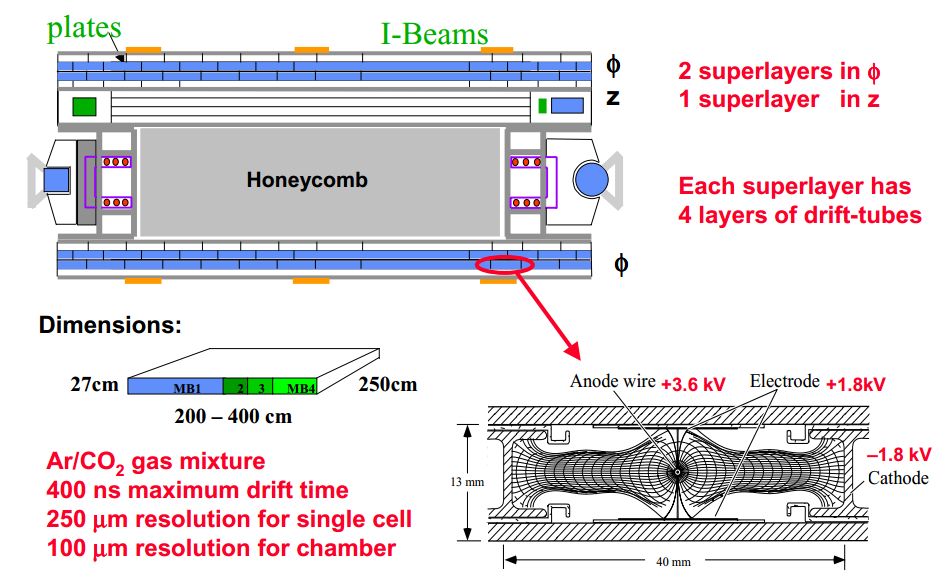 plates
I-Beams
ϕ
z
2 superlayers in ϕ
1 superlayer in z
Honeycomb
Each superlayer has
4 layers of drift-tubes
ϕ
Dimensions:
27cm
MB1
2
3
MB4
250cm
200 – 400 cm
Ar/CO₂ gas mixture
400 ns maximum drift time
250 μm resolution for single cell
100 μm resolution for chamber
Anode wire +3.6 kV
Electrode +1.8kV
–1.8 kV
Cathode
13 mm
40 mm